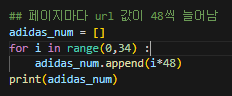 ## 페이지마다 url 값이 48씩 늘어남
adidas_num = []
for i in range(0,34) :
    adidas_num.append(i*48)
print(adidas_num)